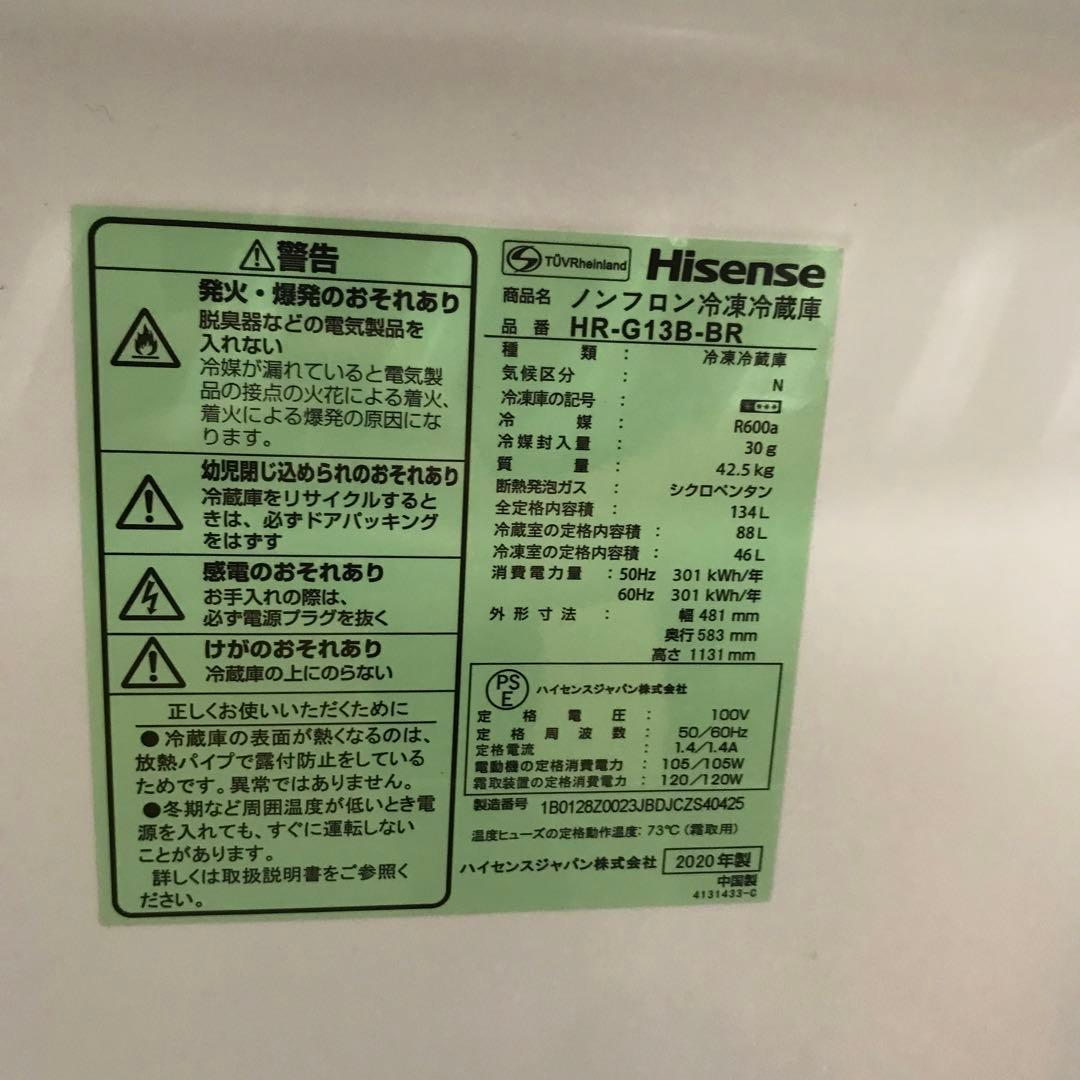 警告
発火・爆発のおそれあり
脱臭器などの電気製品を
入れない
冷媒が漏れていると電気製
品の接点の火花による着火、
着火による爆発の原因にな
ります。
幼児閉じ込められのおそれあり
冷蔵庫をリサイクルすると
きは、必ずドアパッキング
をはずす
感電のおそれあり
お手入れの際は、
必ず電源プラグを抜く
けがのおそれあり
冷蔵庫の上にのらない
正しくお使いいただくために
● 冷蔵庫の表面が熱くなるのは、
放熱パイプで露付防止をしている
ためです。異常ではありません。
●冬期など周囲温度が低いとき電
源を入れても、すぐに運転しない
ことがあります。
詳しくは取扱説明書をご参照く
ださい。
TÜVRheinland Hisense
商品名 ノンフロン冷凍冷蔵庫
品番 HR-G13B-BR
種類 : 冷凍冷蔵庫
気候区分 : N
冷凍庫の記号 :
冷媒 : R600a
冷媒封入量 : 30g
質量 : 42.5kg
断熱発泡ガス : シクロペンタン
全定格内容積 : 134L
冷蔵室の定格内容積 : 88L
冷凍室の定格内容積 : 46L
消費電力量 : 50Hz 301 kWh/年
60Hz 301 kWh/年
外形寸法 : 幅 481 mm
奥行 583 mm
高さ 1131 mm
PSE ハイセンスジャパン株式会社
定格電圧 : 100V
定格周波数 : 50/60Hz
定格電流 : 1.4/1.4A
電動機の定格消費電力 : 105/105W
霜取装置の定格消費電力 : 120/120W
製造番号 1B0128Z0023JBDJCZS40425
温度ヒューズの定格動作温度: 73℃ (霜取用)
ハイセンスジャパン株式会社 2020年製
中国製
4131433-C